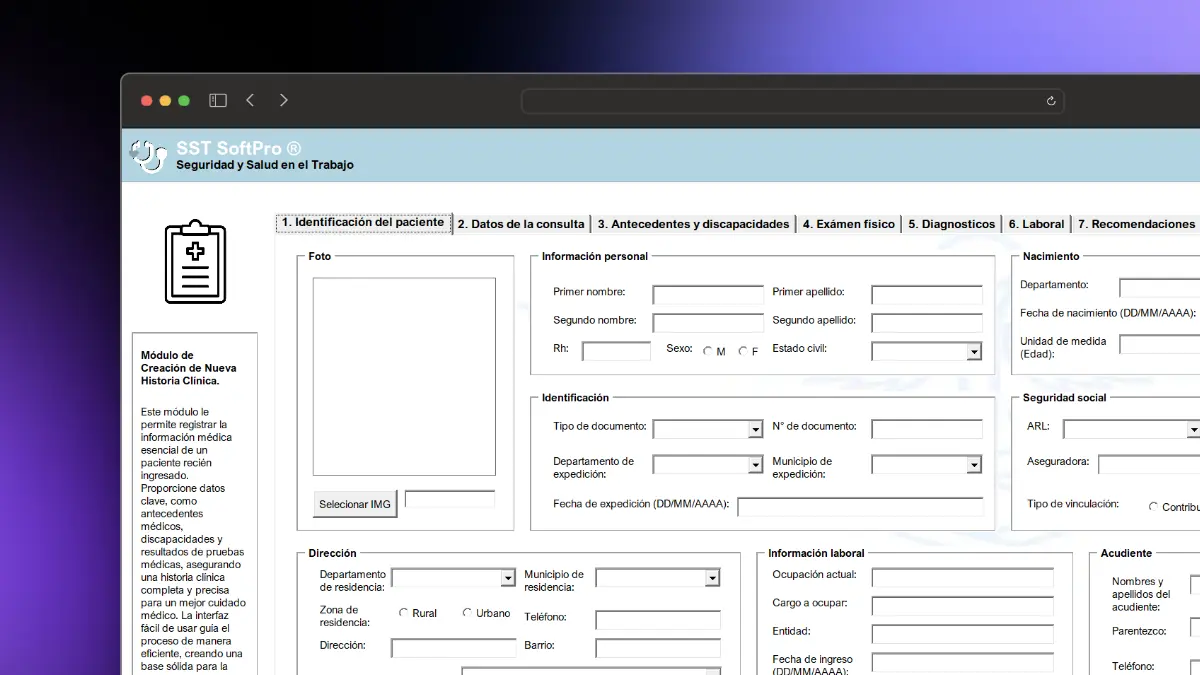 SST SoftPro ®
Seguridad y Salud en el Trabajo
1. Identificación del paciente
2. Datos de la consulta
3. Antecedentes y discapacidades
4. Exámen fisico
5. Diagnosticos
6. Laboral
7. Recomendaciones
Módulo de
Creación de Nueva
Historia Clínica.
Este módulo le
permite registrar la
información médica
esencial de un
paciente recién
ingresado.
Proporcione datos
clave, como
antecedentes
médicos,
discapacidades y
resultados de pruebas
médicas, asegurando
una historia clínica
completa y precisa
para un mejor cuidado
médico. La interfaz
fácil de usar guía el
proceso de manera
eficiente, creando una
base sólida para la
Foto
Selecionar IMG
Información personal
Primer nombre:
Primer apellido:
Segundo nombre:
Segundo apellido:
Rh:
Sexo:
M
F
Estado civil:
Nacimiento
Departamento:
Fecha de nacimiento (DD/MM/AAAA):
Unidad de medida
(Edad):
Identificación
Tipo de documento:
N° de documento:
Departamento de
expedición:
Municipio de
expedición:
Fecha de expedición (DD/MM/AAAA):
Seguridad social
ARL:
Aseguradora:
Tipo de vinculación:
Contribu
Dirección
Departamento
de residencia:
Municipio de
residencia:
Zona de
residencia:
Rural
Urbano
Teléfono:
Dirección:
Barrio:
Información laboral
Ocupación actual:
Cargo a ocupar:
Entidad:
Fecha de ingreso
(DD/MM/AAAA):
Acudiente
Nombres y
apellidos del
acudiente:
Parentezco:
Teléfono: